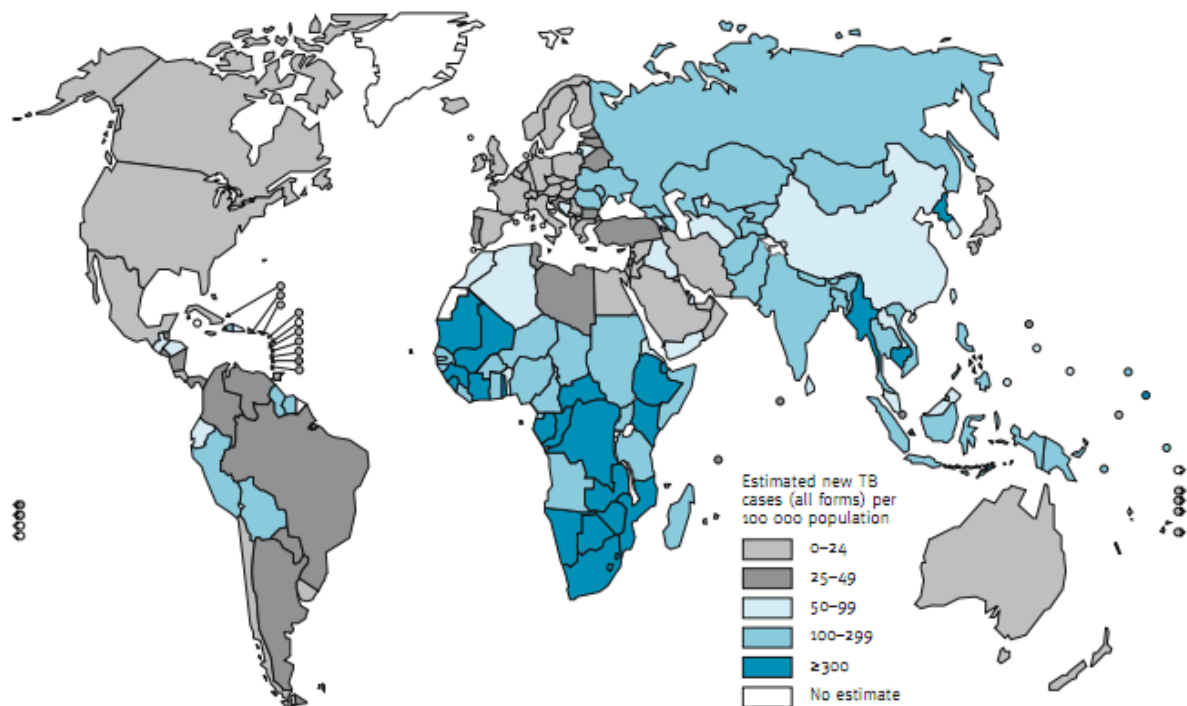 Estimated new TB
cases (all forms) per
100 000 population
0–24
25–49
50–99
100–299
≥300
No estimate